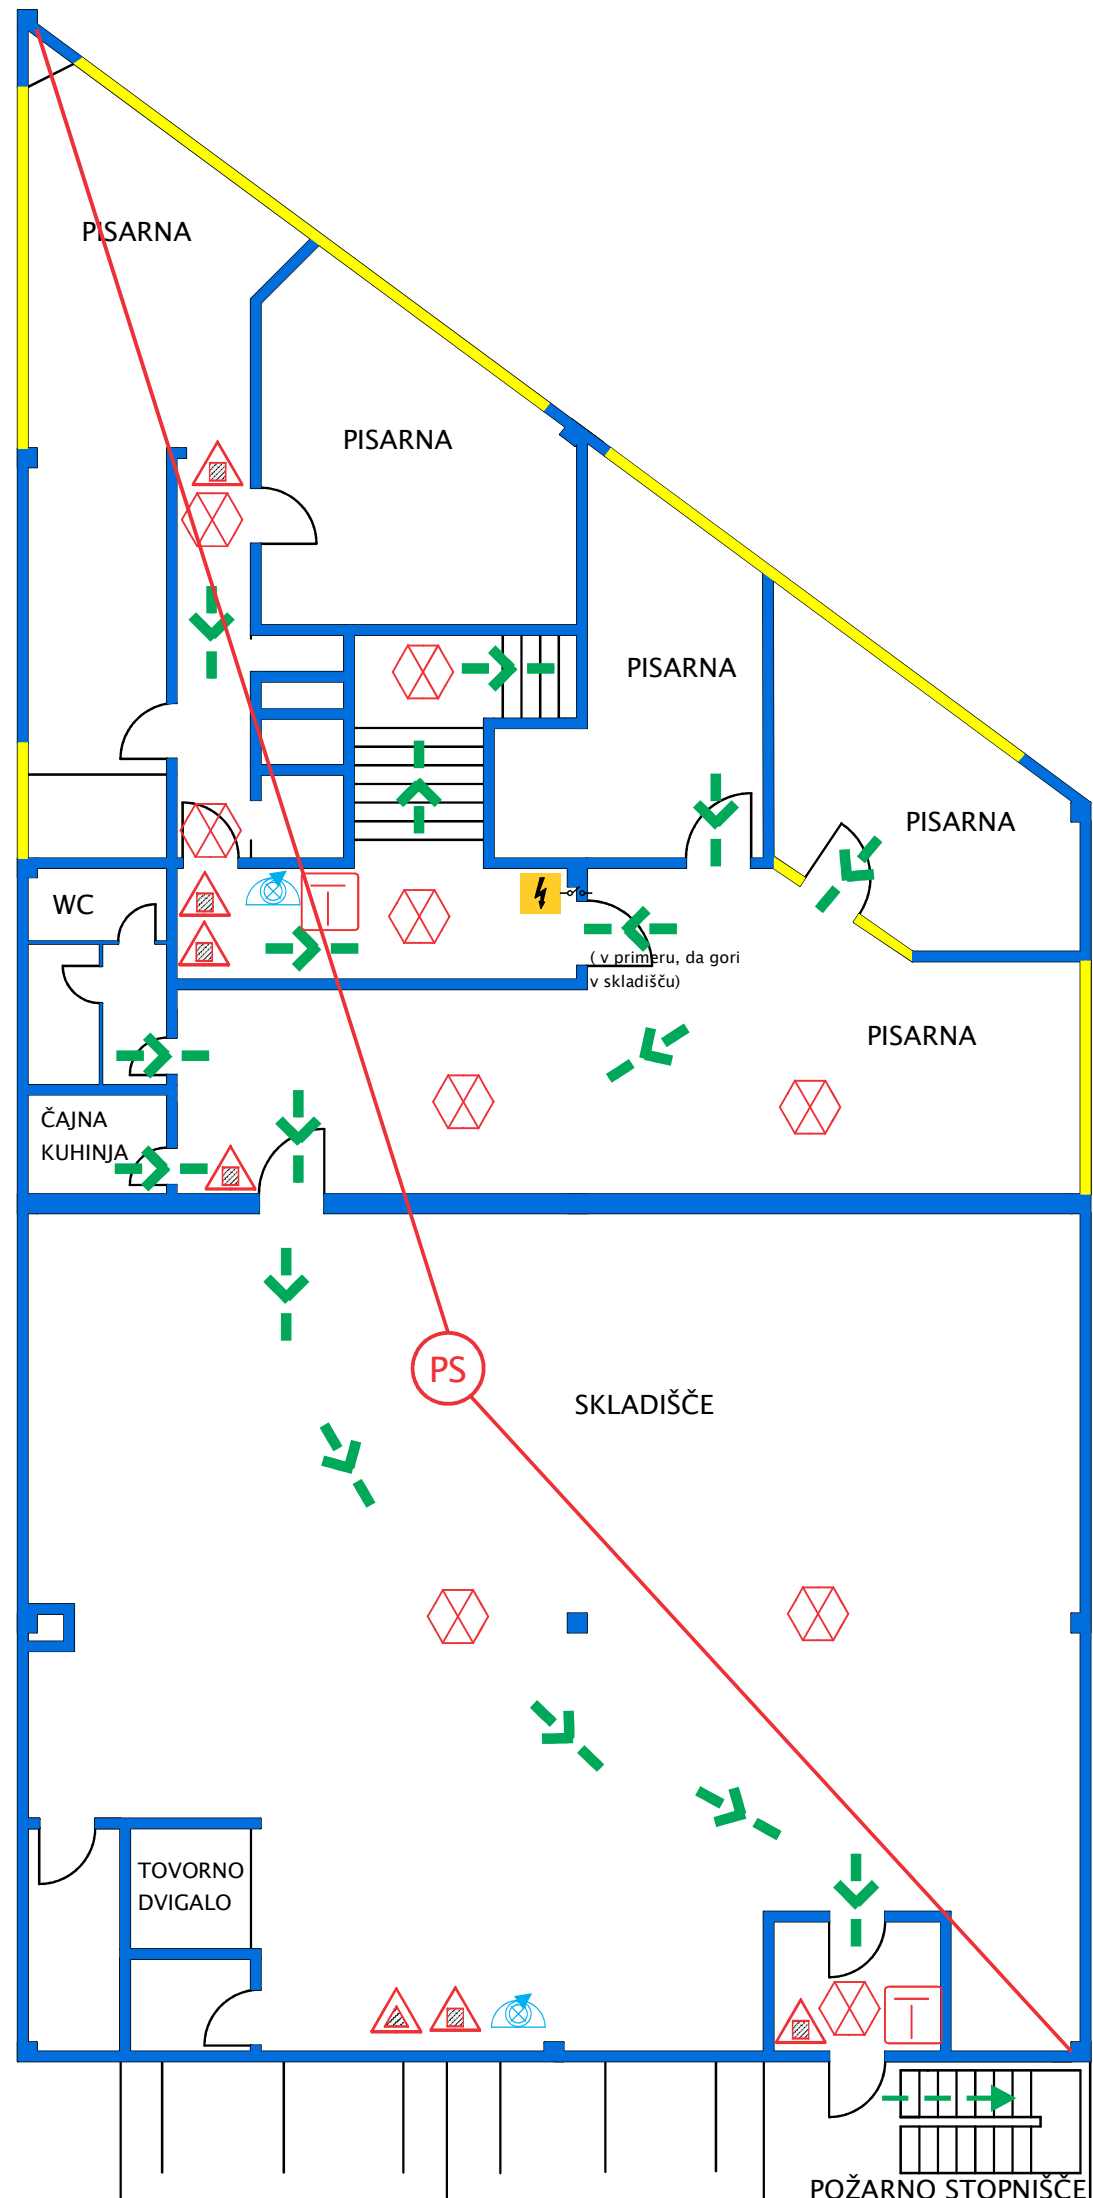 PISARNA
PISARNA
PISARNA
PISARNA
WC
( v primeru, da gori
v skladišču)
PISARNA
ČAJNA
KUHINJA
PS
SKLADIŠČE
TOVORNO
DVIGALO
POŽARNO STOPNIŠČE